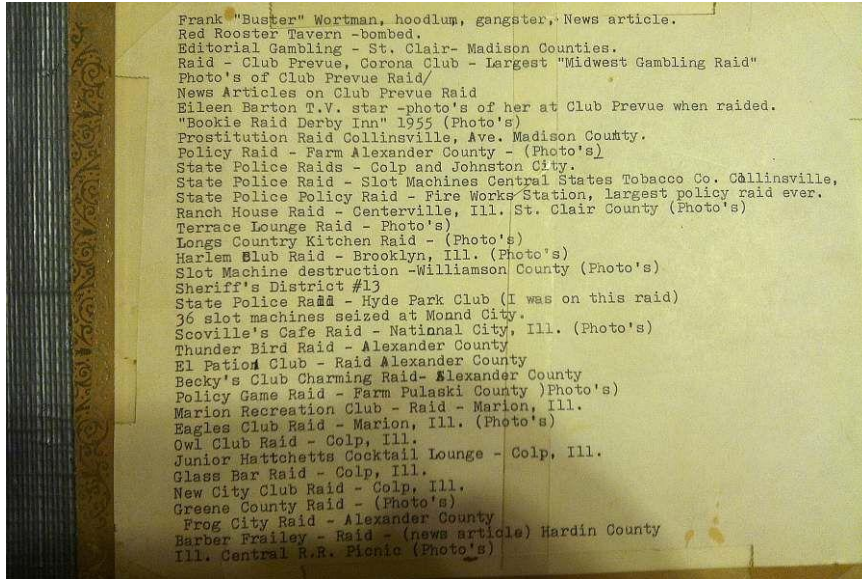 Frank "Buster" Wortman, hoodlum, gangster, News article.
Red Rooster Tavern -bombed.
Editorial Gambling - St. Clair- Madison Counties.
Raid - Club Prevue, Corona Club - Largest "Midwest Gambling Raid"
Photo's of Club Prevue Raid/
News Articles on Club Prevue Raid
Eileen Barton T.V. star -photo's of her at Club Prevue when raided.
"Bookie Raid Derby Inn" 1955 (Photo's)
Prostitution Raid Collinsville, Ave. Madison County.
Policy Raid - Farm Alexander County - (Photo's)
State Police Raids - Colp and Johnston City.
State Police Raid - Slot Machines Central States Tobacco Co. Collinsville,
State Police Policy Raid - Fire Works Station, largest policy raid ever.
Ranch House Raid - Centerville, Ill. St. Clair County (Photo's)
Terrace Lounge Raid - Photo's)
Longs Country Kitchen Raid - (Photo's)
Harlem Blub Raid - Brooklyn, Ill. (Photo's)
Slot Machine destruction -Williamson County (Photo's)
Sheriff's District #13
State Police Raid - Hyde Park Club (I was on this raid)
36 slot machines seized at Monnd City.
Scoville's Cafe Raid - National City, Ill. (Photo's)
Thunder Bird Raid - Alexander County
El Patio Club - Raid Alexander County
Becky's Club Charming Raid- Alexander County
Policy Game Raid - Farm Pulaski County )Photo's)
Marion Recreation Club - Raid - Marion, Ill.
Eagles Club Raid - Marion, Ill. (Photo's)
Owl Club Raid - Colp, Ill.
Junior Hattchetts Cocktail Lounge - Colp, Ill.
Glass Bar Raid - Colp, Ill.
New City Club Raid - Colp, Ill.
Greene County Raid - (Photo's)
Frog City Raid - Alexander County
Barber Frailey - Raid - (news article) Hardin County
Ill. Central R.R. Picnic (Photo's)